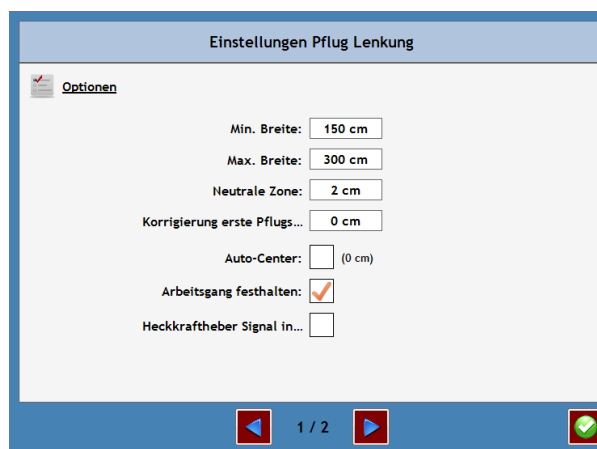 Einstellungen Pflug Lenkung
Optionen
Min. Breite: 150 cm
Max. Breite: 300 cm
Neutrale Zone: 2 cm
Korrigierung erste Pflugs... 0 cm
Auto-Center: (0 cm)
Arbeitsgang festhalten:
Heckkraftheber Signal in...
1 / 2